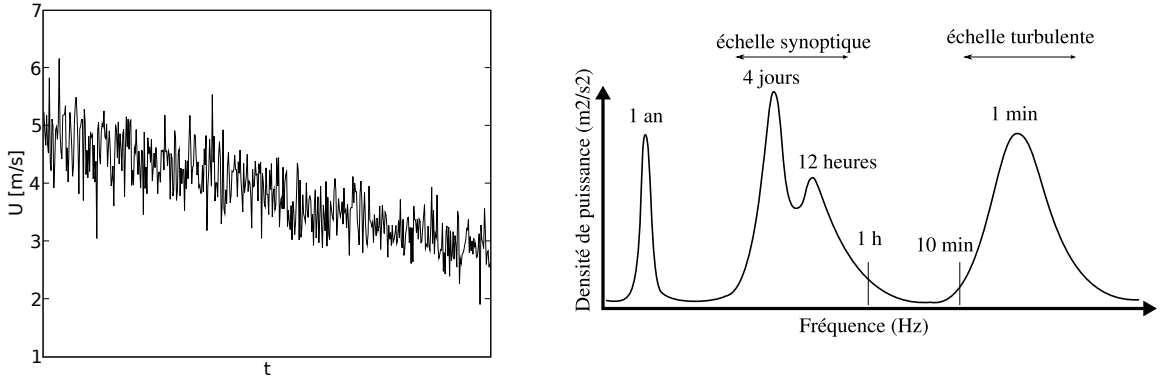 7
6
5
4
3
2
1
U [m/s]
t
échelle synoptique
échelle turbulente
4 jours
1 an
1 min
12 heures
1 h
10 min
Densité de puissance (m2/s2)
Fréquence (Hz)